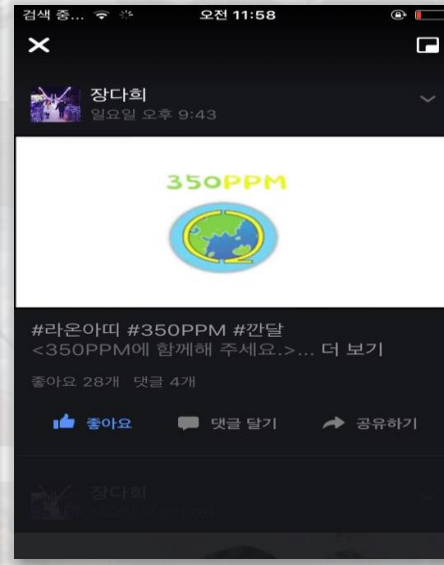 검색 중...
오전 11:58
장다희
일요일 오후 9:43
350PPM
#라온아띠 #350PPM #깐달
<350PPM에 함께해 주세요.>... 더 보기
좋아요 28개 댓글 4개
좋아요 댓글 달기 공유하기
장다희